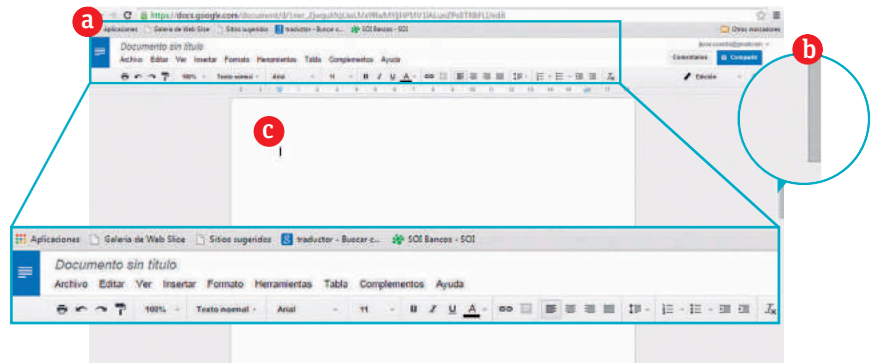 a
https://docs.google.com/document/d/
Aplicaciones Galería de Web Slice Sitios sugeridos traductor - Buscar c... SOI Bancos - SOI Otros marcadores
Documento sin título
Archivo Editar Ver Insertar Formato Herramientas Tabla Complementos Ayuda Comentarios Compartir
100% Texto normal Arial 11 B I U A Edición
b
c
Aplicaciones Galería de Web Slice Sitios sugeridos traductor - Buscar c... SOI Bancos - SOI
Documento sin título
Archivo Editar Ver Insertar Formato Herramientas Tabla Complementos Ayuda
100% Texto normal Arial 11 B I U A